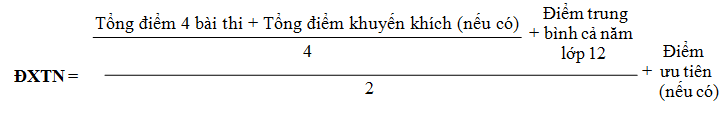 Tổng điểm 4 bài thi + Tổng điểm khuyến khích (nếu có)
4
+
Điểm trung
bình cả năm
lớp 12
ĐXTN =
2
+
Điểm
ưu tiên
(nếu có)